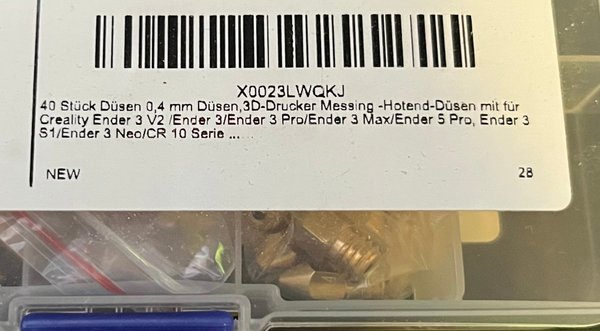 X0023LWQKJ
40 Stück Düsen 0,4 mm Düsen,3D-Drucker Messing -Hotend-Düsen mit für
Creality Ender 3 V2 /Ender 3/Ender 3 Pro/Ender 3 Max/Ender 5 Pro, Ender 3
S1/Ender 3 Neo/CR 10 Serie ...
NEW 28